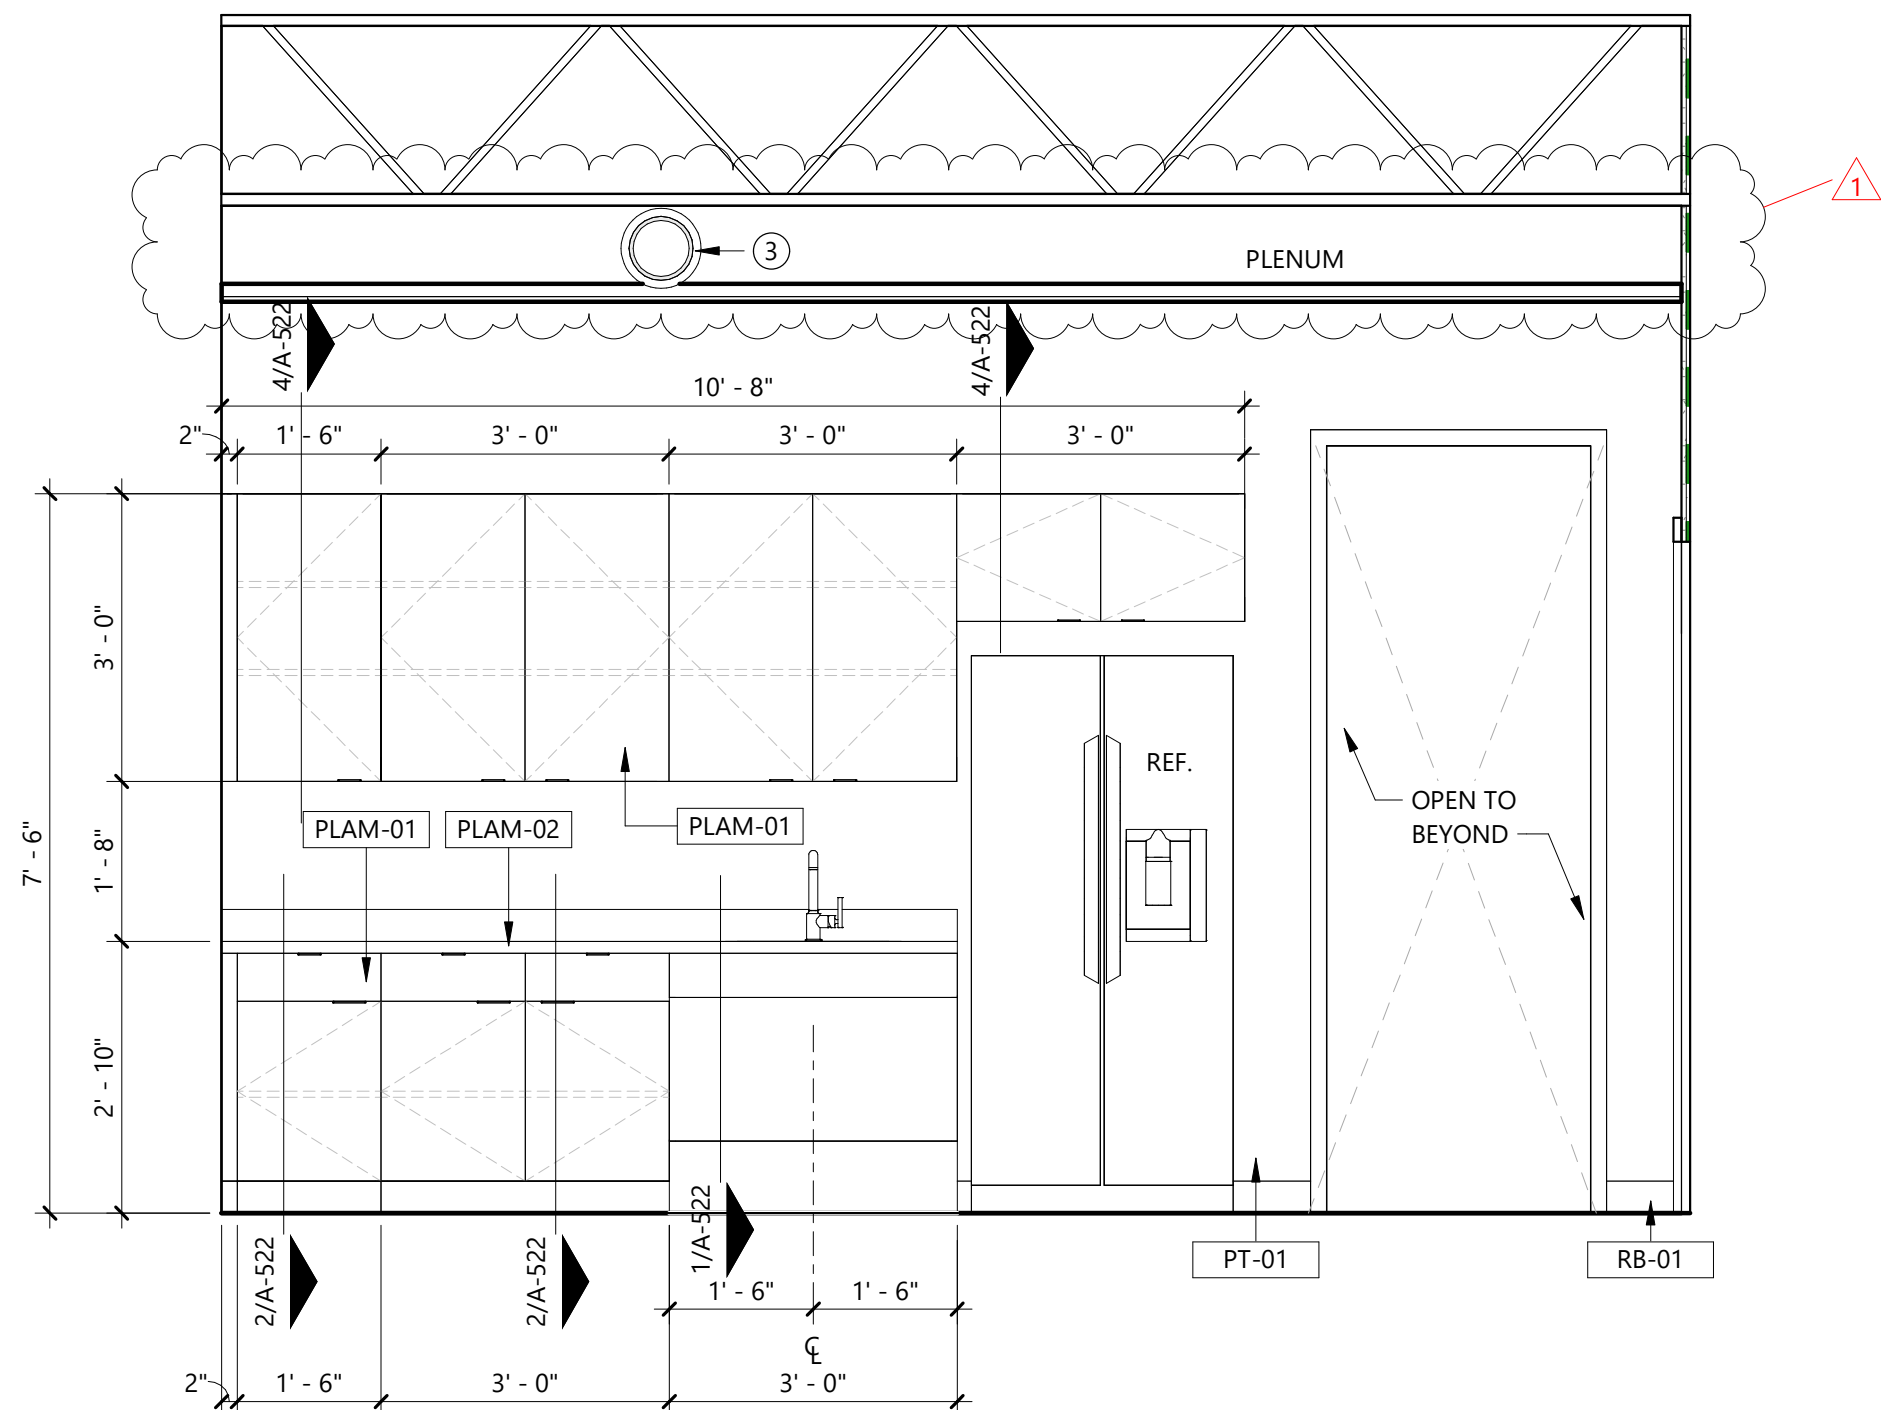 1
3
PLENUM
4/A-522
4/A-522
10' - 8"
2"
1' - 6"
3' - 0"
3' - 0"
3' - 0"
3' - 0"
7' - 6"
1' - 8"
2' - 10"
REF.
OPEN TO
BEYOND
PLAM-01
PLAM-02
PLAM-01
1/A-522
2/A-522
2/A-522
PT-01
RB-01
1' - 6"
1' - 6"
℄
2"
1' - 6"
3' - 0"
3' - 0"